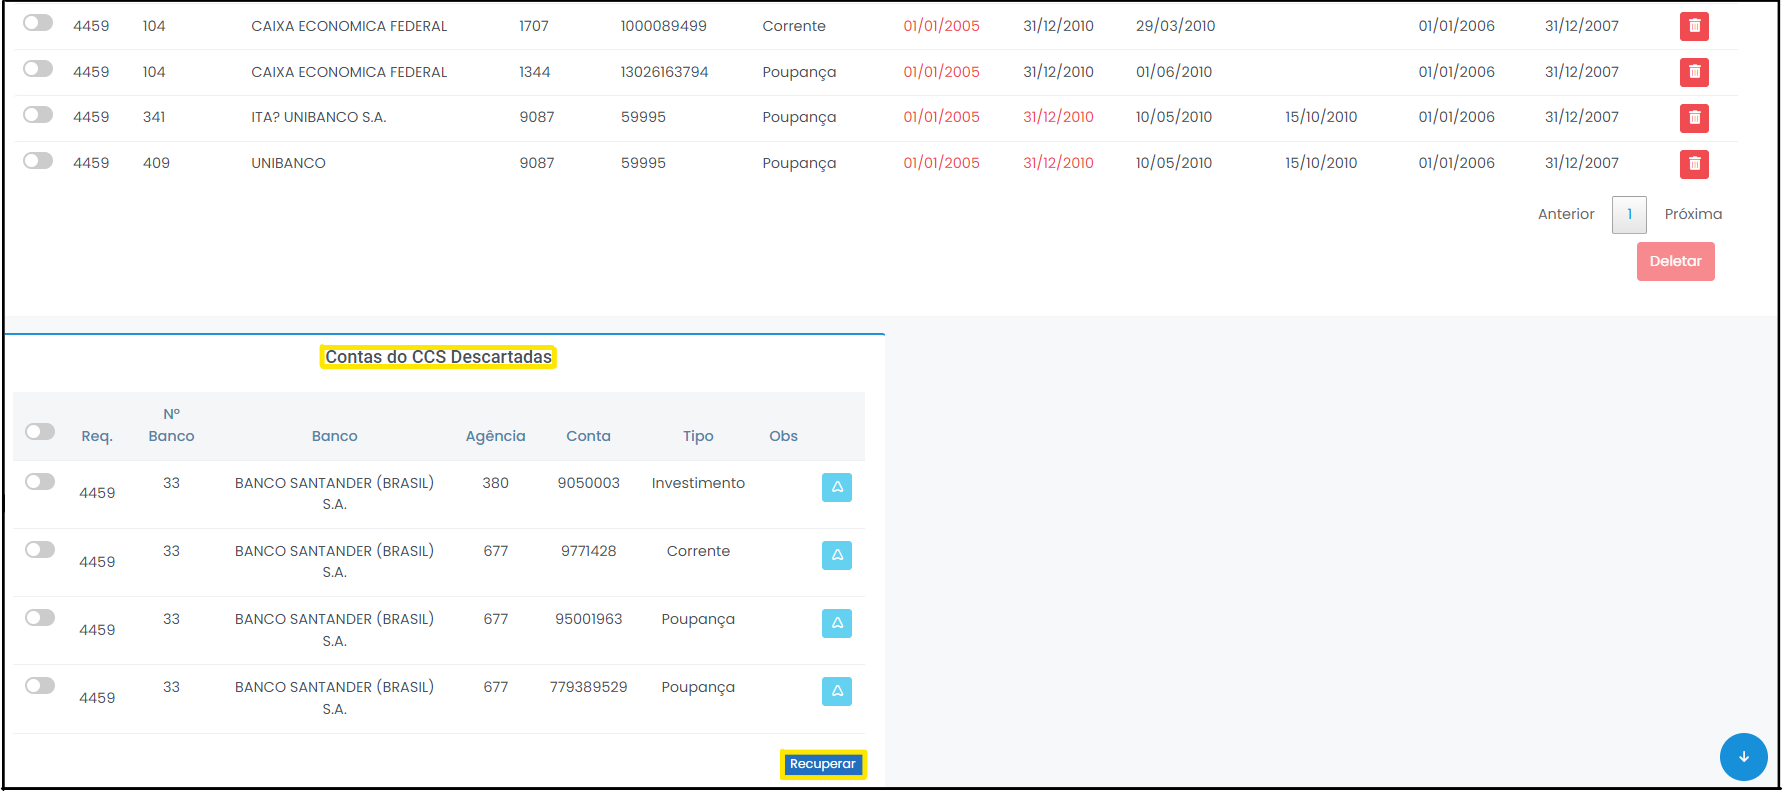 4459 104 CAIXA ECONOMICA FEDERAL 1707 1000089499 Corrente 01/01/2005 31/12/2010 29/03/2010 01/01/2006 31/12/2007
4459 104 CAIXA ECONOMICA FEDERAL 1344 13026163794 Poupança 01/01/2005 31/12/2010 01/06/2010 01/01/2006 31/12/2007
4459 341 ITA? UNIBANCO S.A. 9087 59995 Poupança 01/01/2005 31/12/2010 10/05/2010 15/10/2010 01/01/2006 31/12/2007
4459 409 UNIBANCO 9087 59995 Poupança 01/01/2005 31/12/2010 10/05/2010 15/10/2010 01/01/2006 31/12/2007
Anterior 1 Próxima
Deletar
Contas do CCS Descartadas
Req. Nº Banco Banco Agência Conta Tipo Obs
4459 33 BANCO SANTANDER (BRASIL) S.A. 380 9050003 Investimento
4459 33 BANCO SANTANDER (BRASIL) S.A. 677 9771428 Corrente
4459 33 BANCO SANTANDER (BRASIL) S.A. 677 95001963 Poupança
4459 33 BANCO SANTANDER (BRASIL) S.A. 677 779389529 Poupança
Recuperar